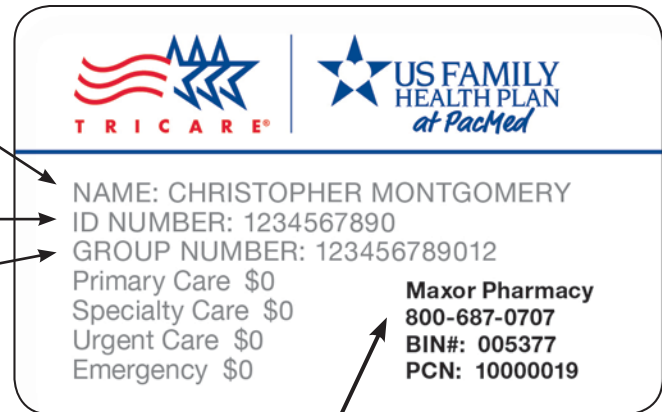 TRICARE®
US FAMILY
HEALTH PLAN
at PacMed
NAME: CHRISTOPHER MONTGOMERY
ID NUMBER: 1234567890
GROUP NUMBER: 123456789012
Primary Care $0
Specialty Care $0
Urgent Care $0
Emergency $0
Maxor Pharmacy
800-687-0707
BIN#: 005377
PCN: 10000019